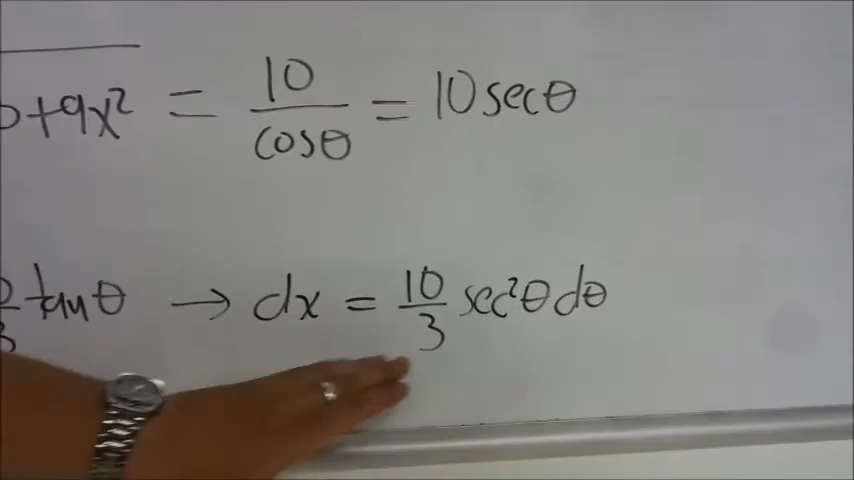 +9x² = 10/cosθ = 10secθ
tanθ → dx = 10/3 sec²θdθ